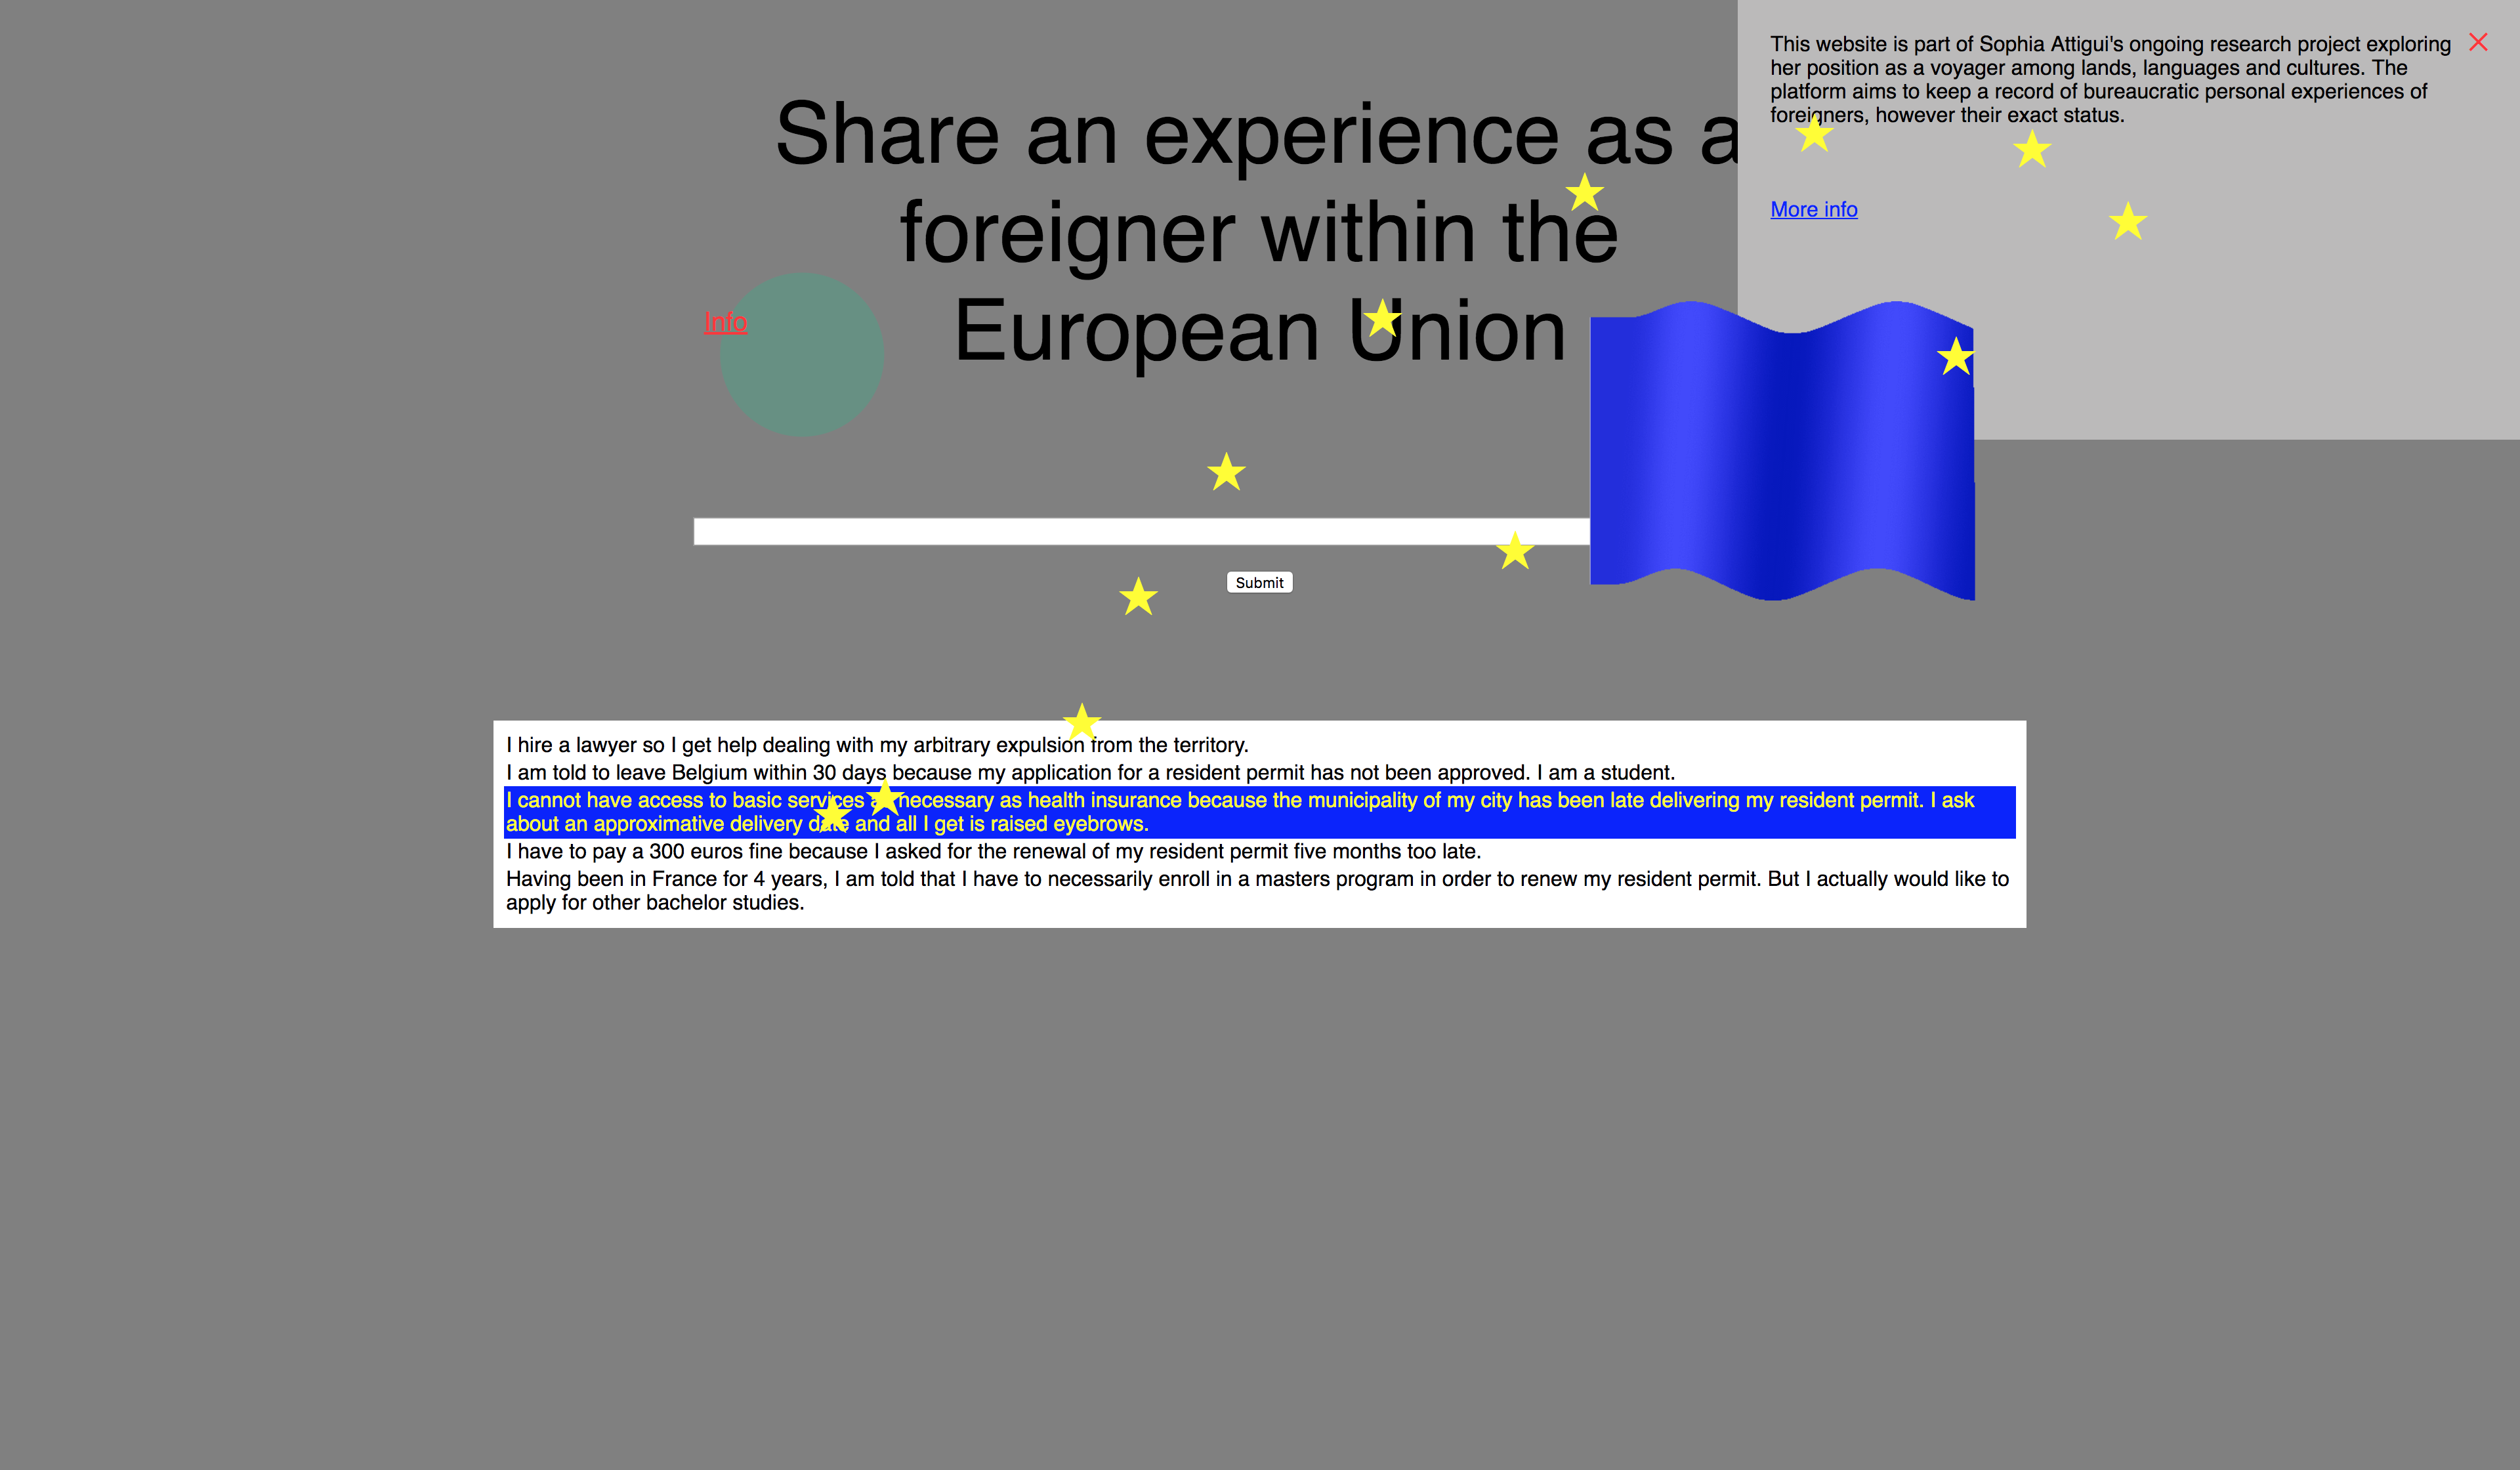 This website is part of Sophia Attigui's ongoing research project exploring
her position as a voyager among lands, languages and cultures. The
platform aims to keep a record of bureaucratic personal experiences of
foreigners, however their exact status.
More info
Share an experience as a
foreigner within the
European Union
Info
Submit
I hire a lawyer so I get help dealing with my arbitrary expulsion from the territory.
I am told to leave Belgium within 30 days because my application for a resident permit has not been approved. I am a student.
I cannot have access to basic services as necessary as health insurance because the municipality of my city has been late delivering my resident permit. I ask
about an approximative delivery date and all I get is raised eyebrows.
I have to pay a 300 euros fine because I asked for the renewal of my resident permit five months too late.
Having been in France for 4 years, I am told that I have to necessarily enroll in a masters program in order to renew my resident permit. But I actually would like to
apply for other bachelor studies.